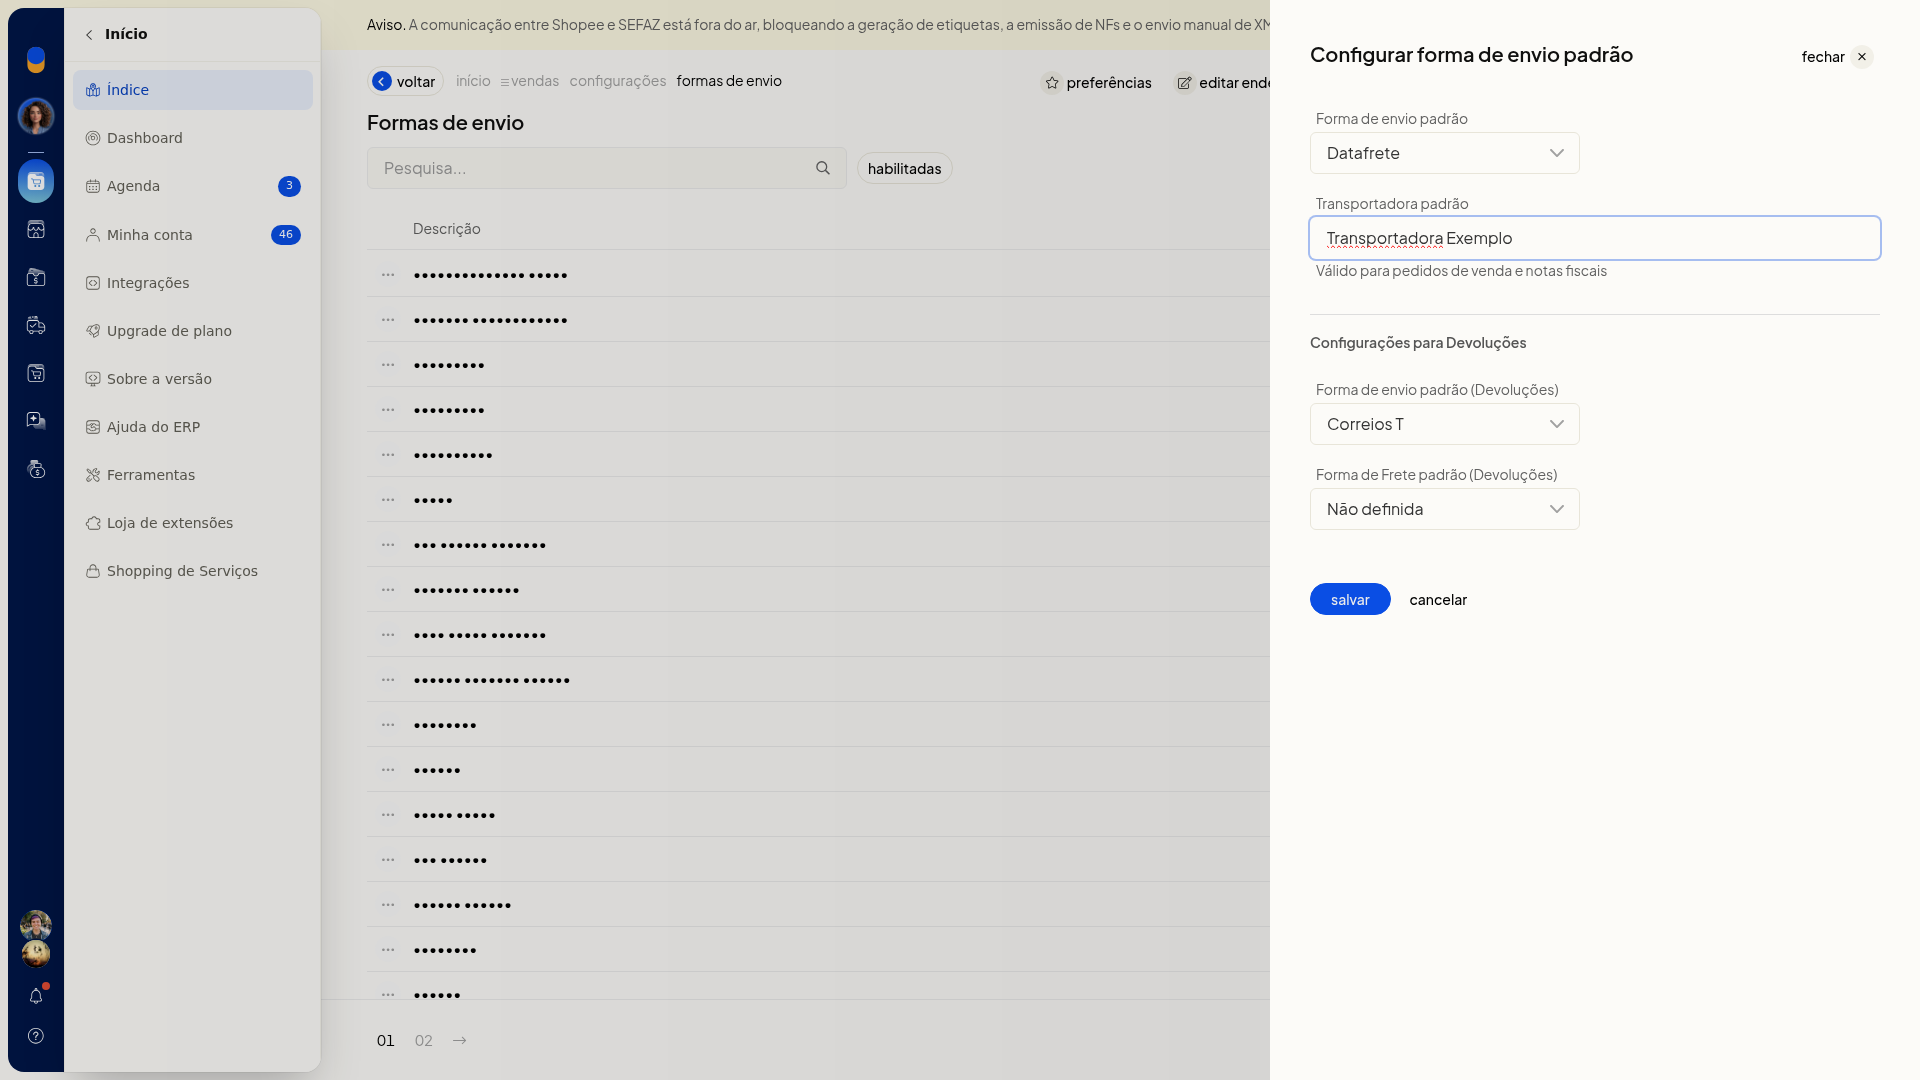 Início
Índice
Dashboard
Agenda
3
Minha conta
46
Integrações
Upgrade de plano
Sobre a versão
Ajuda do ERP
Ferramentas
Loja de extensões
Shopping de Serviços
Aviso. A comunicação entre Shopee e SEFAZ está fora do ar, bloqueando a geração de etiquetas, a emissão de NFs e o envio manual de XM
voltar
início
vendas
configurações
formas de envio
preferências
editar ende
Formas de envio
Pesquisa...
habilitadas
Descrição
01
02
Configurar forma de envio padrão
fechar
Forma de envio padrão
Datafrete
Transportadora padrão
Transportadora Exemplo
Válido para pedidos de venda e notas fiscais
Configurações para Devoluções
Forma de envio padrão (Devoluções)
Correios T
Forma de Frete padrão (Devoluções)
Não definida
salvar
cancelar